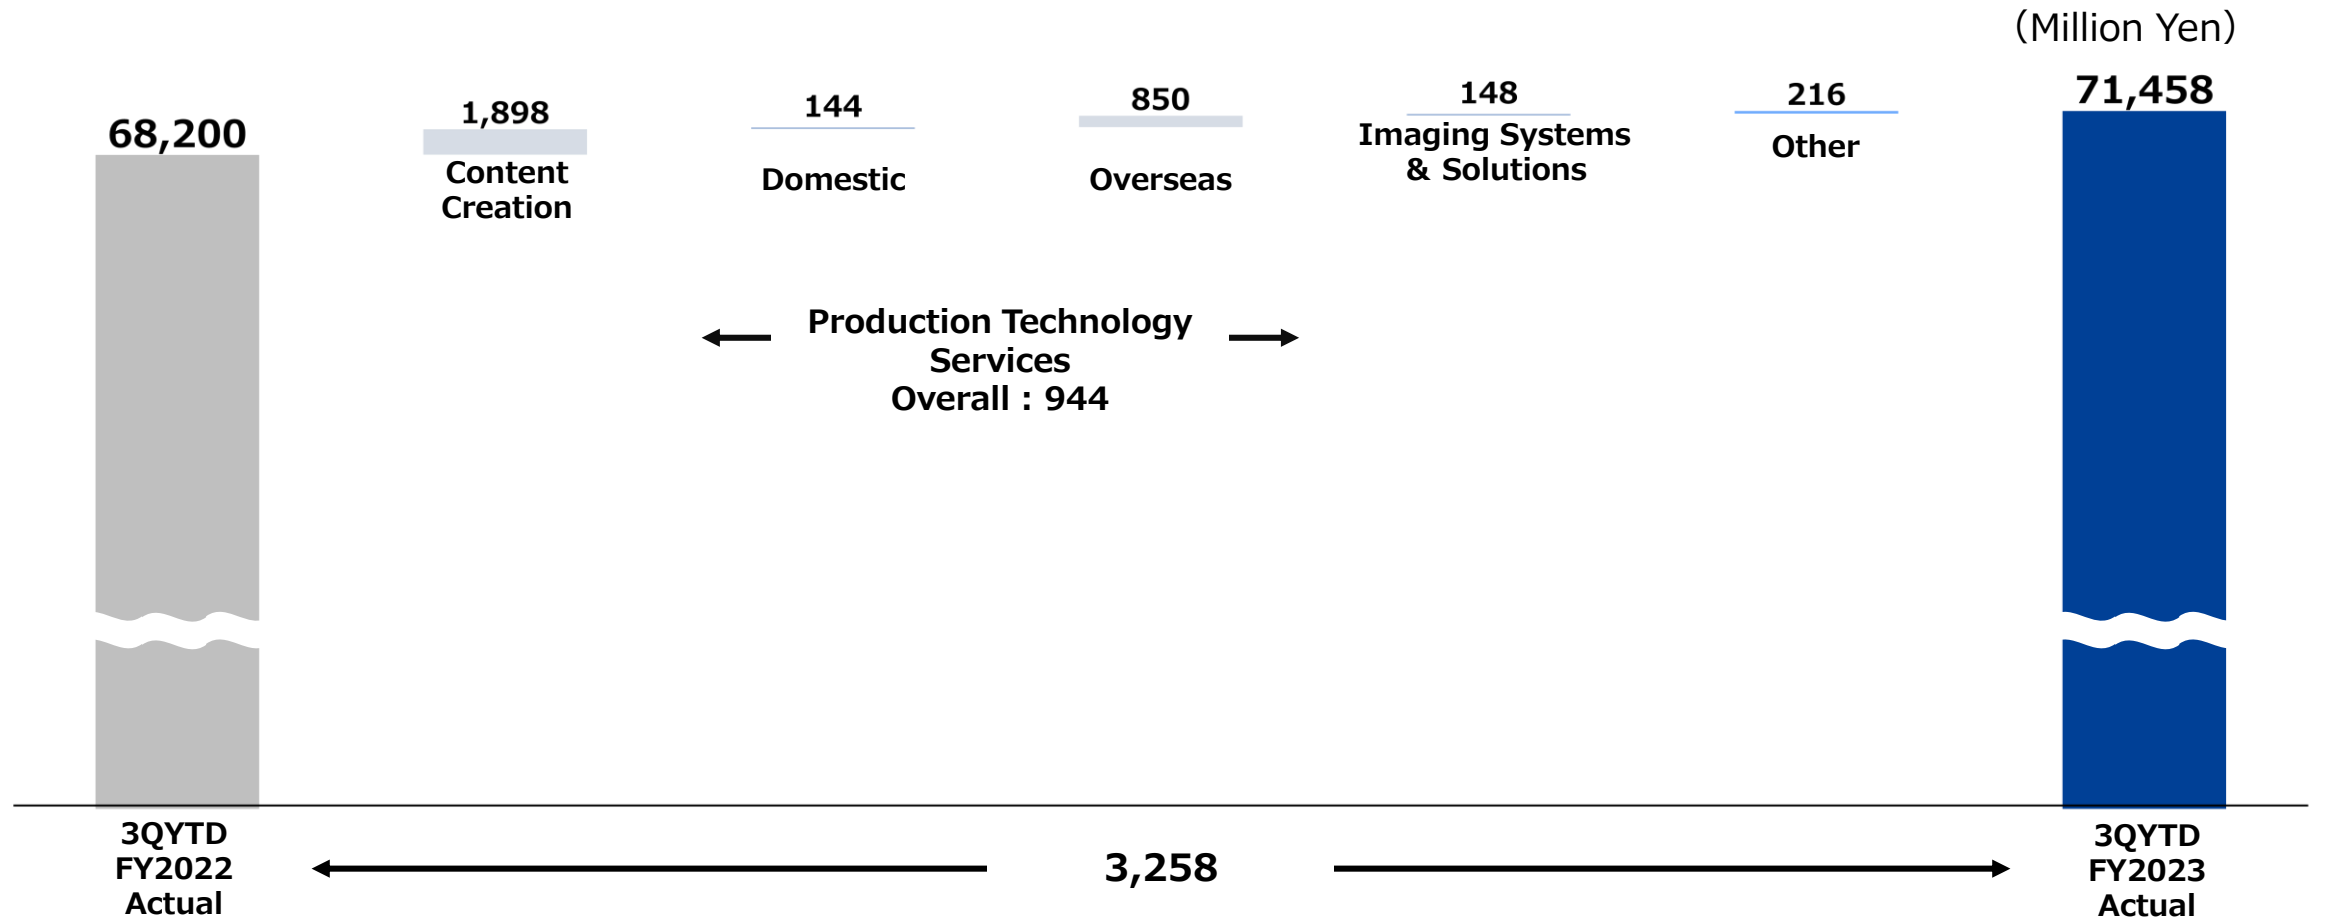 （Million Yen）
68,200
1,898
144
850
148
216
71,458
Content
Creation
Domestic
Overseas
Imaging Systems
& Solutions
Other
Production Technology
Services
Overall : 944
3QYTD
FY2022
Actual
3,258
3QYTD
FY2023
Actual